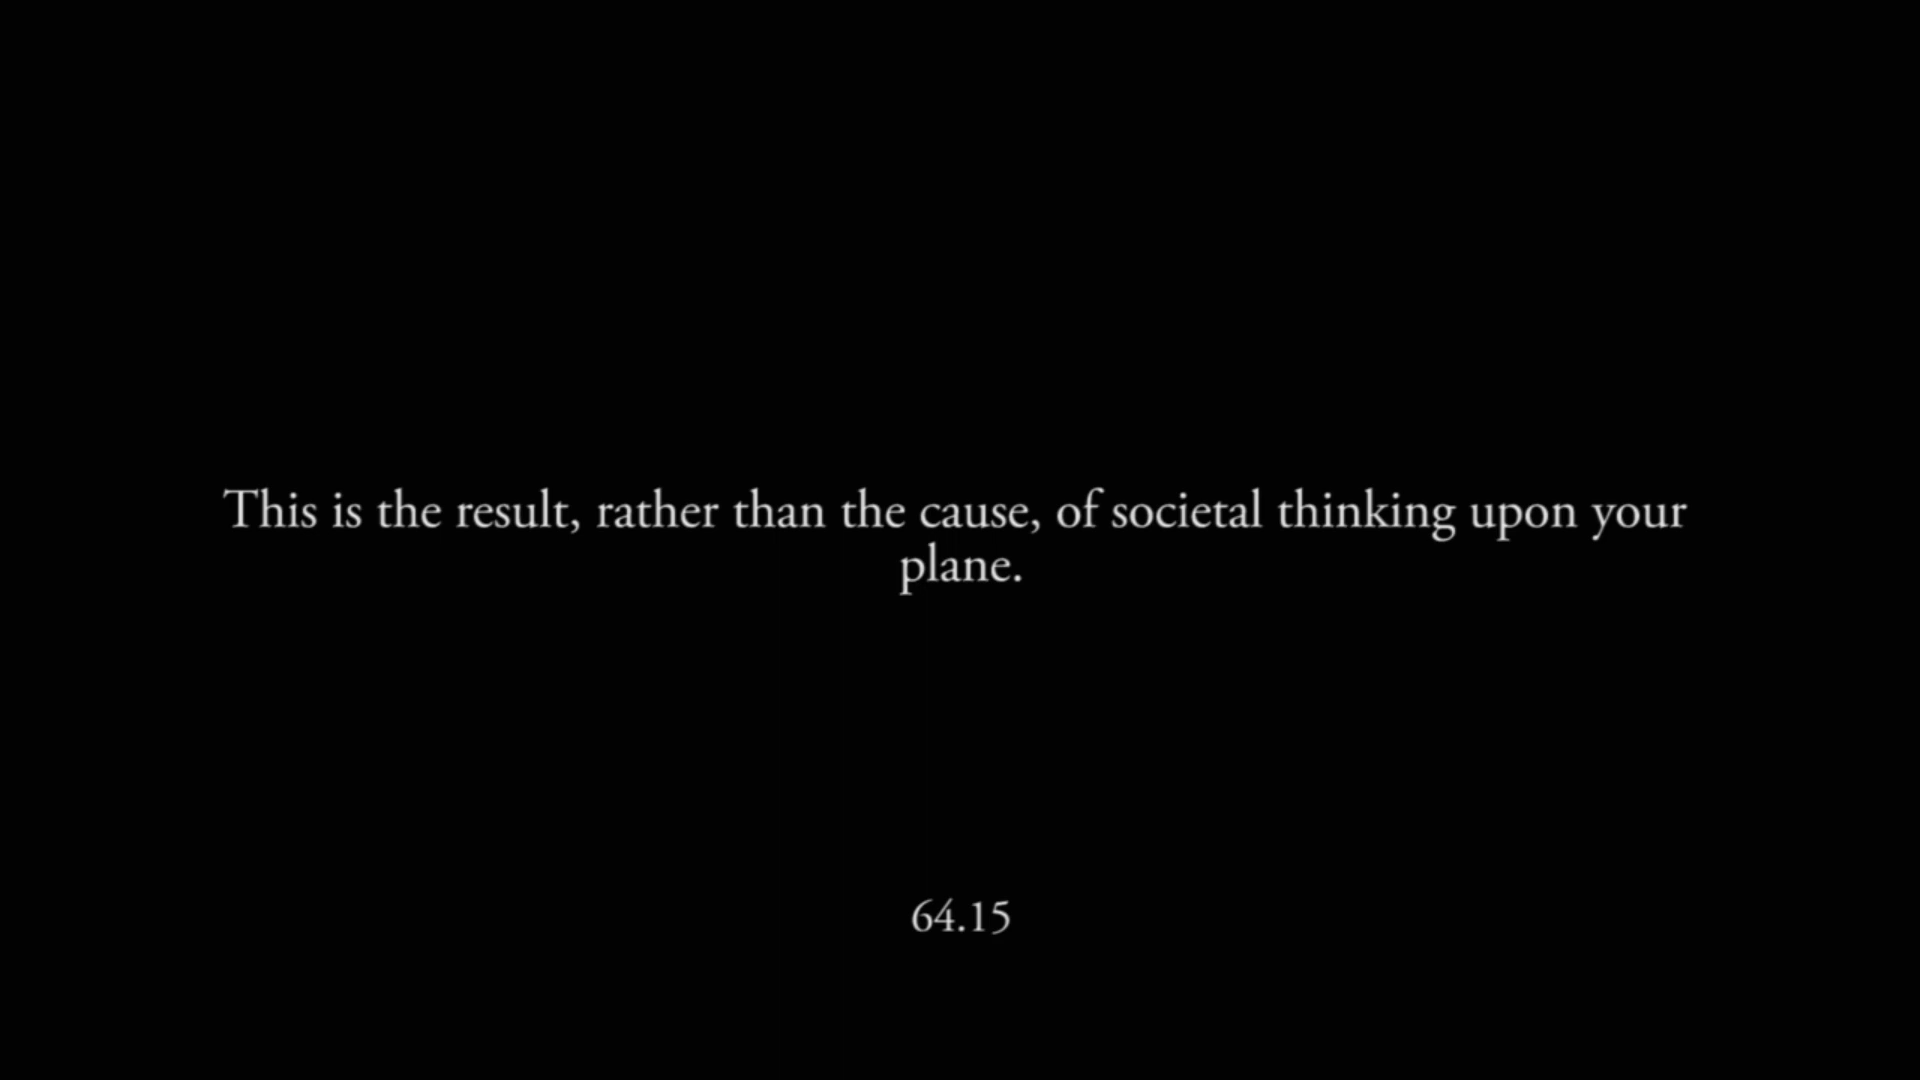 This is the result, rather than the cause, of societal thinking upon your
plane.
64.15